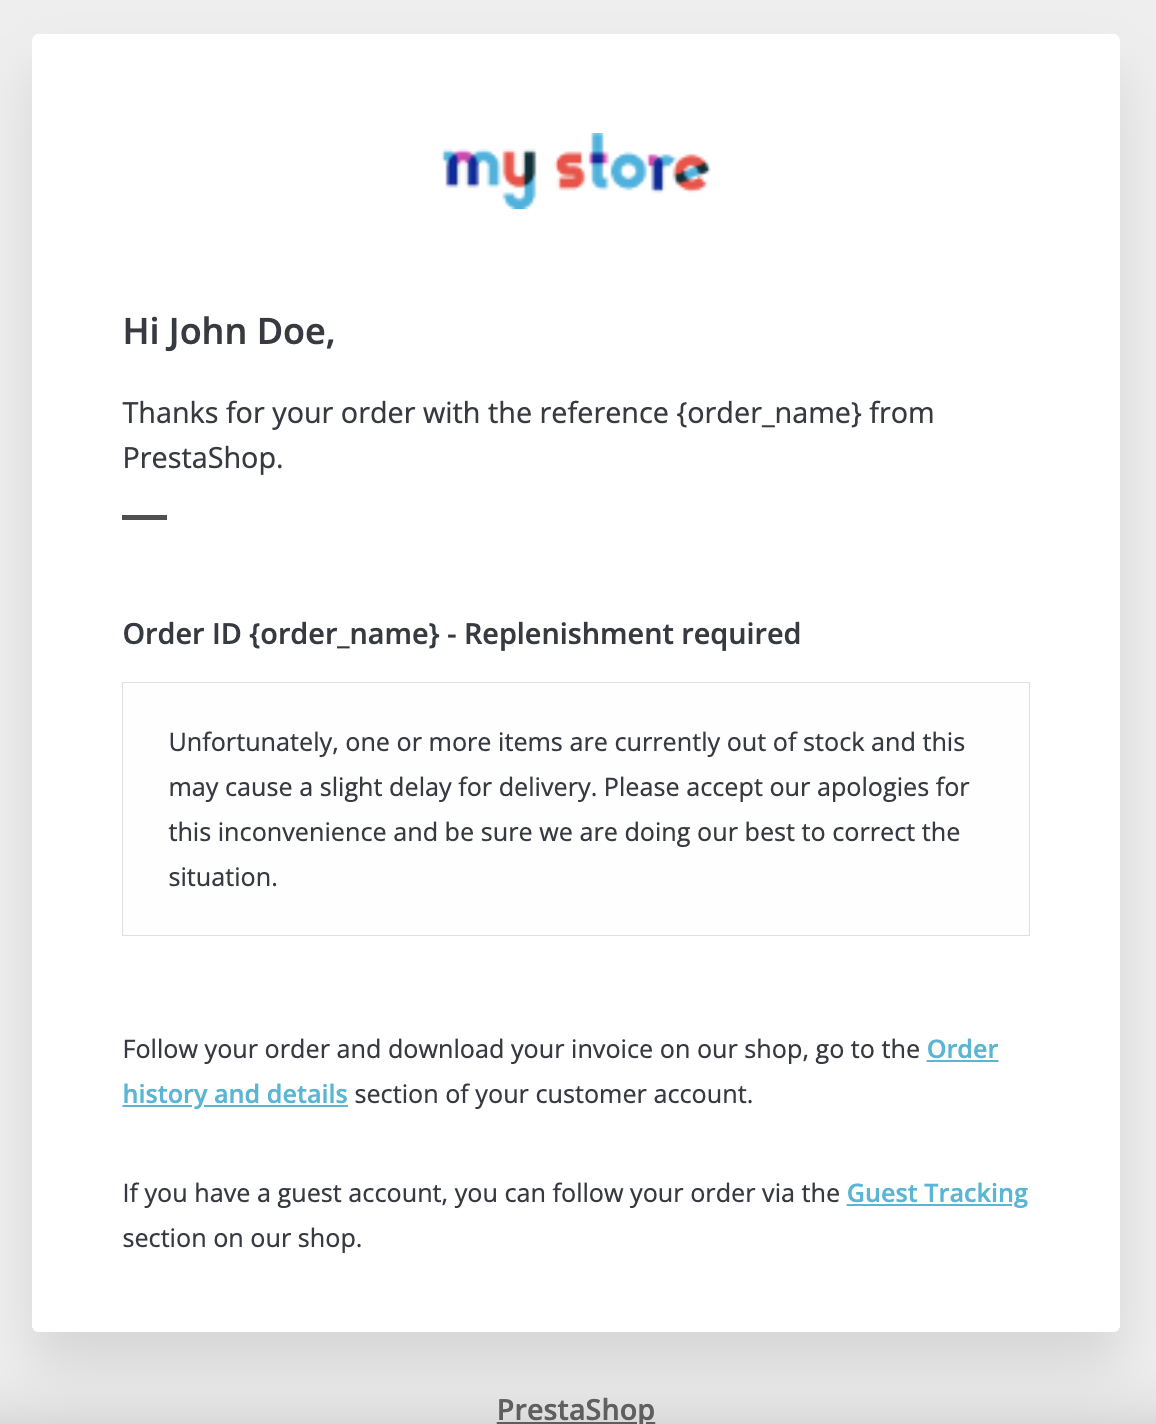 my store
Hi John Doe,
Thanks for your order with the reference {order_name} from
PrestaShop.
Order ID {order_name} - Replenishment required
Unfortunately, one or more items are currently out of stock and this
may cause a slight delay for delivery. Please accept our apologies for
this inconvenience and be sure we are doing our best to correct the
situation.
Follow your order and download your invoice on our shop, go to the Order
history and details section of your customer account.
If you have a guest account, you can follow your order via the Guest Tracking
section on our shop.
PrestaShop